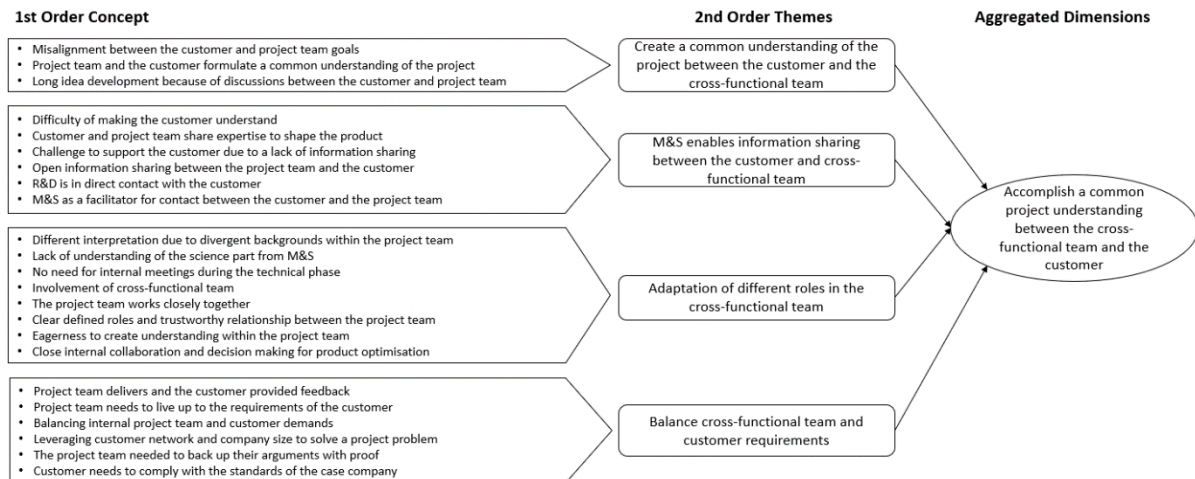 1st Order Concept
2nd Order Themes
Aggregated Dimensions
• Misalignment between the customer and project team goals
• Project team and the customer formulate a common understanding of the project
• Long idea development because of discussions between the customer and project team
Create a common understanding of the
project between the customer and the
cross-functional team
• Difficulty of making the customer understand
• Customer and project team share expertise to shape the product
• Challenge to support the customer due to a lack of information sharing
• Open information sharing between the project team and the customer
• R&D is in direct contact with the customer
• M&S as a facilitator for contact between the customer and the project team
M&S enables information sharing
between the customer and cross-
functional team
• Different interpretation due to divergent backgrounds within the project team
• Lack of understanding of the science part from M&S
• No need for internal meetings during the technical phase
• Involvement of cross-functional team
• The project team works closely together
• Clear defined roles and trustworthy relationship between the project team
• Eagerness to create understanding within the project team
• Close internal collaboration and decision making for product optimisation
Adaptation of different roles in the
cross-functional team
• Project team delivers and the customer provided feedback
• Project team needs to live up to the requirements of the customer
• Balancing internal project team and customer demands
• Leveraging customer network and company size to solve a project problem
• The project team needed to back up their arguments with proof
• Customer needs to comply with the standards of the case company
Balance cross-functional team and
customer requirements
Accomplish a common
project understanding
between the cross-
functional team and the
customer